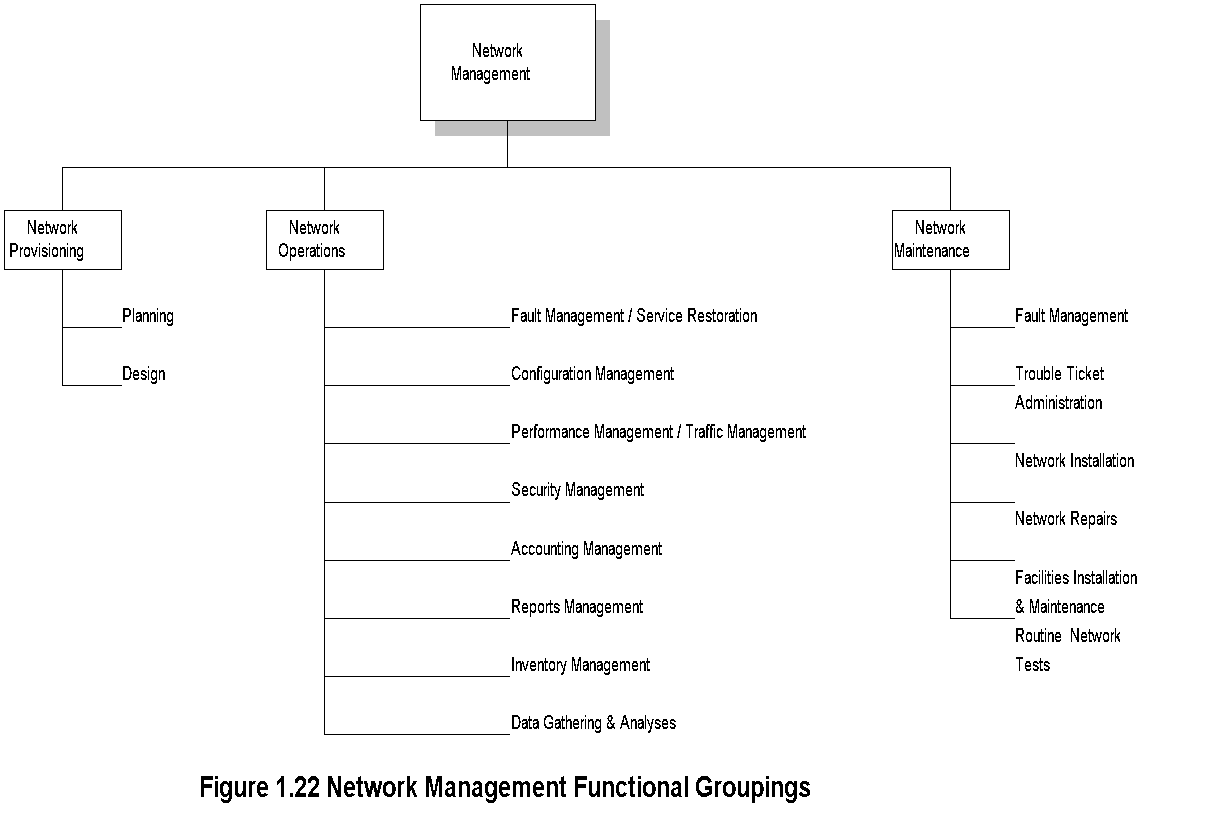 Network
Management
Network
Provisioning
Planning
Design
Network
Operations
Fault Management / Service Restoration
Configuration Management
Performance Management / Traffic Management
Security Management
Accounting Management
Reports Management
Inventory Management
Data Gathering & Analyses
Network
Maintenance
Fault Management
Trouble Ticket
Administration
Network Installation
Network Repairs
Facilities Installation
& Maintenance
Routine Network
Tests
Figure 1.22 Network Management Functional Groupings